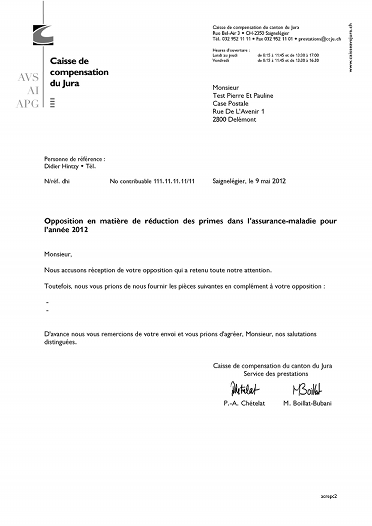 Caisse de compensation du canton du Jura
Rue Bel-Air 3 • CH-2350 Saignelégier
Tél. 032 952 11 11 • Fax 032 952 11 01 • prestations@ccju.ch
Heures d'ouverture :
Lundi au jeudi de 8:15 à 11:45 et de 13:30 à 17:00
Vendredi de 8:15 à 11:45 et de 13:30 à 16:30
www.caisseavsjura.ch
Caisse de
compensation
du Jura
AVS
AI
APG
Monsieur
Test Pierre Et Pauline
Case Postale
Rue De L'Avenir 1
2800 Delémont
Personne de référence :
Didier Hintzy • Tél.
N/réf. dhi No contribuable 111.11.11.11/11 Saignelégier, le 9 mai 2012
Opposition en matière de réduction des primes dans l'assurance-maladie pour
l'année 2012
Monsieur,
Nous accusons réception de votre opposition qui a retenu toute notre attention.
Toutefois, nous vous prions de nous fournir les pièces suivantes en complément à votre opposition :
-
-
D'avance nous vous remercions de votre envoi et vous prions d'agréer, Monsieur, nos salutations
distinguées.
Caisse de compensation du canton du Jura
Service des prestations
P.-A. Chételat M. Boillat-Bubani
acrepc2